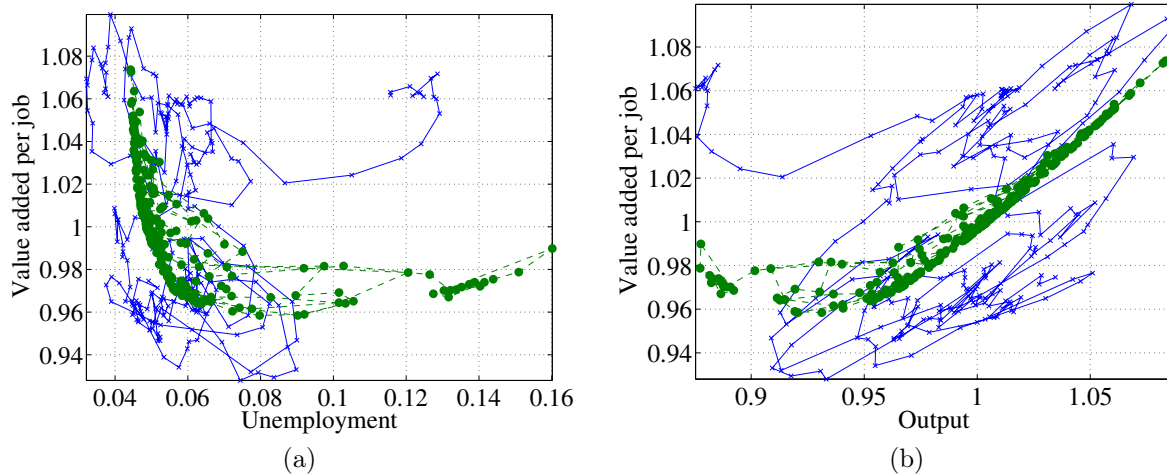 1.08
1.06
1.04
1.02
1
0.98
0.96
0.94
Value added per job
0.04 0.06 0.08 0.1 0.12 0.14 0.16
Unemployment
(a)
1.08
1.06
1.04
1.02
1
0.98
0.96
0.94
Value added per job
0.9 0.95 1 1.05
Output
(b)